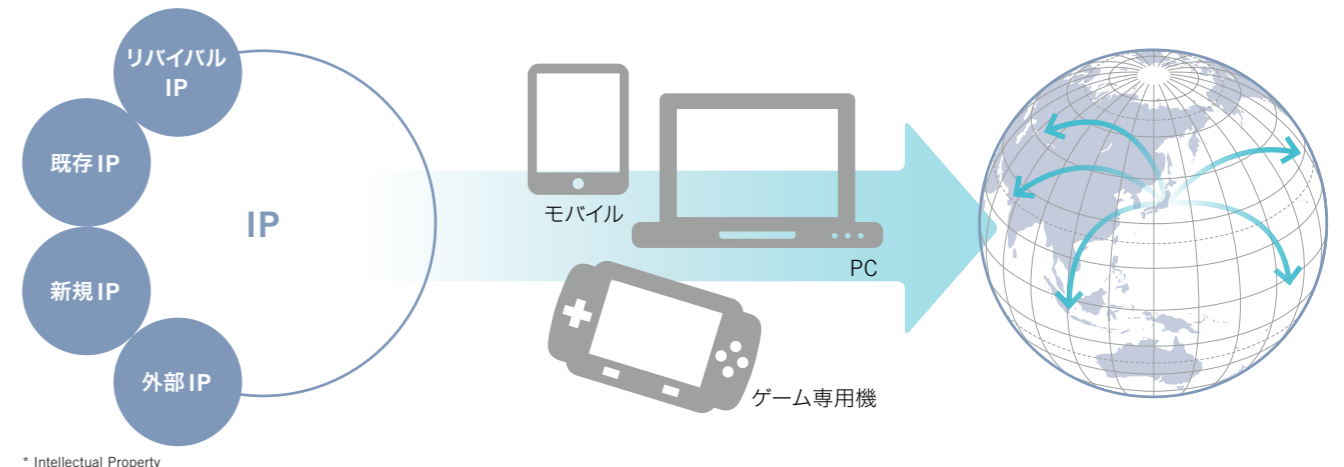 リバイバル
IP
既存IP
新規IP
外部IP
IP
モバイル
PC
ゲーム専用機
* Intellectual Property